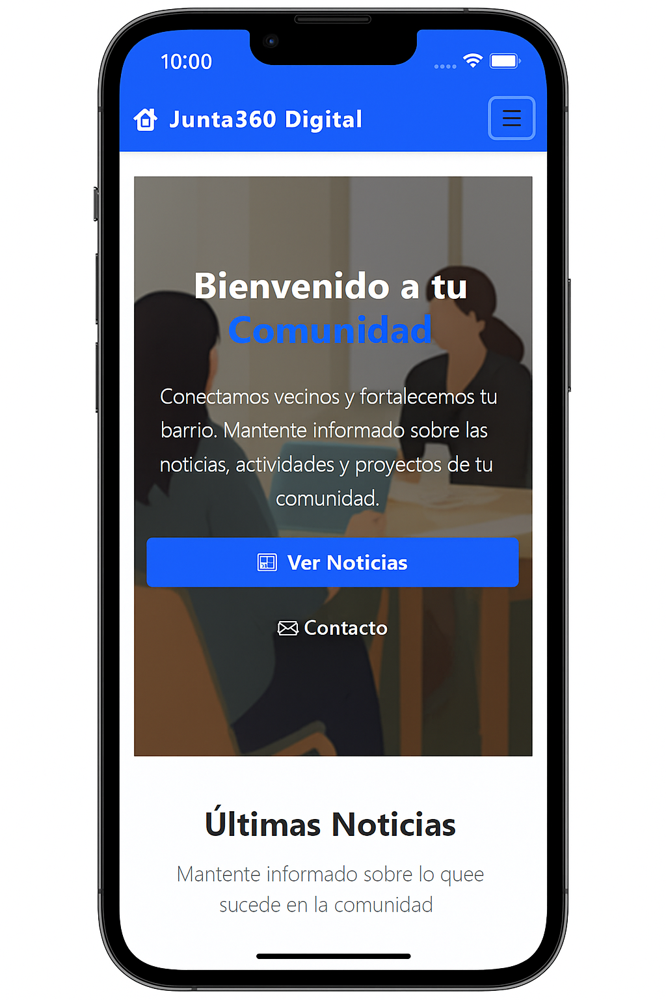 10:00
Junta360 Digital
Bienvenido a tu
Comunidad
Conectamos vecinos y fortalecemos tu
barrio. Mantente informado sobre las
noticias, actividades y proyectos de tu
comunidad.
Ver Noticias
Contacto
Últimas Noticias
Mantente informado sobre lo quee
sucede en la comunidad